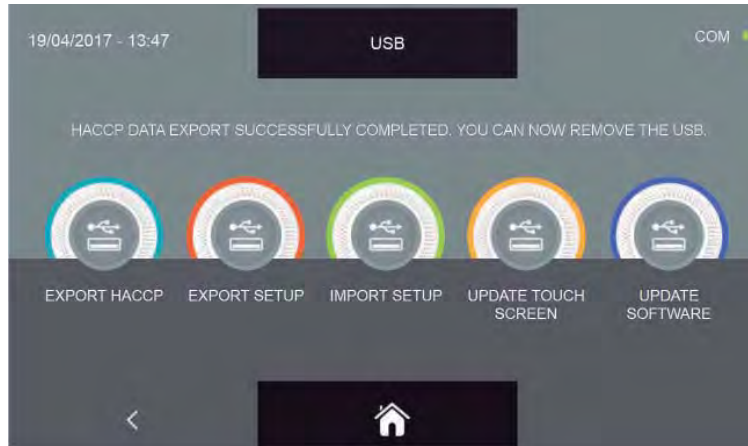 19/04/2017 - 13:47
USB
COM
HACCP DATA EXPORT SUCCESSFULLY COMPLETED. YOU CAN NOW REMOVE THE USB.
EXPORT HACCP
EXPORT SETUP
IMPORT SETUP
UPDATE TOUCH
SCREEN
UPDATE
SOFTWARE